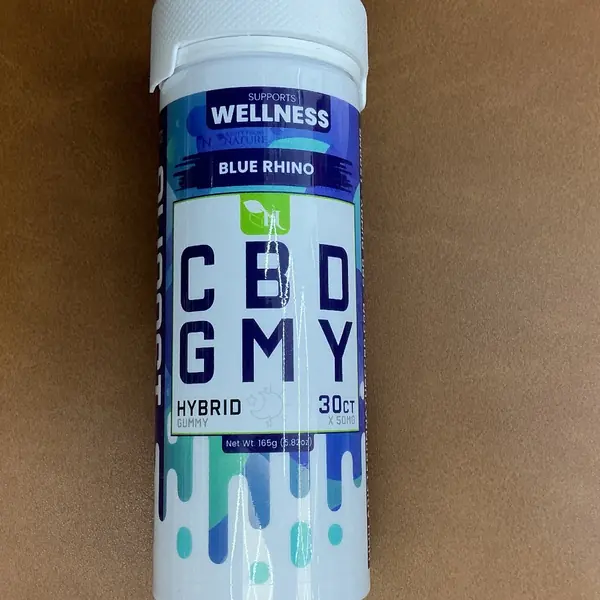 SUPPORTS
WELLNESS
NATURE
BLUE RHINO
CBD
GMY
HYBRID
GUMMY
30CT
X 50MG
Net Wt. 165g (5.82oz)